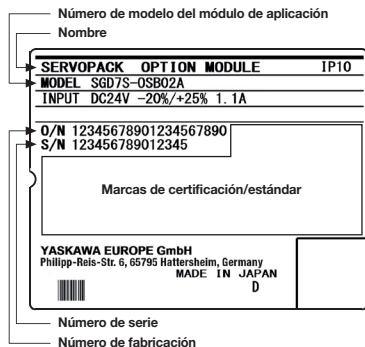 Número de modelo del módulo de aplicación
Nombre
SERVOPACK OPTION MODULE IP10
MODEL SGD7S-OSB02A
INPUT DC24V -20%/+25% 1.1A
O/N 12345678901234567890
S/N 123456789012345
Marcas de certificación/estándar
YASKAWA EUROPE GmbH
Philipp-Reis-Str. 6, 65795 Hattersheim, Germany
MADE IN JAPAN
D
Número de serie
Número de fabricación